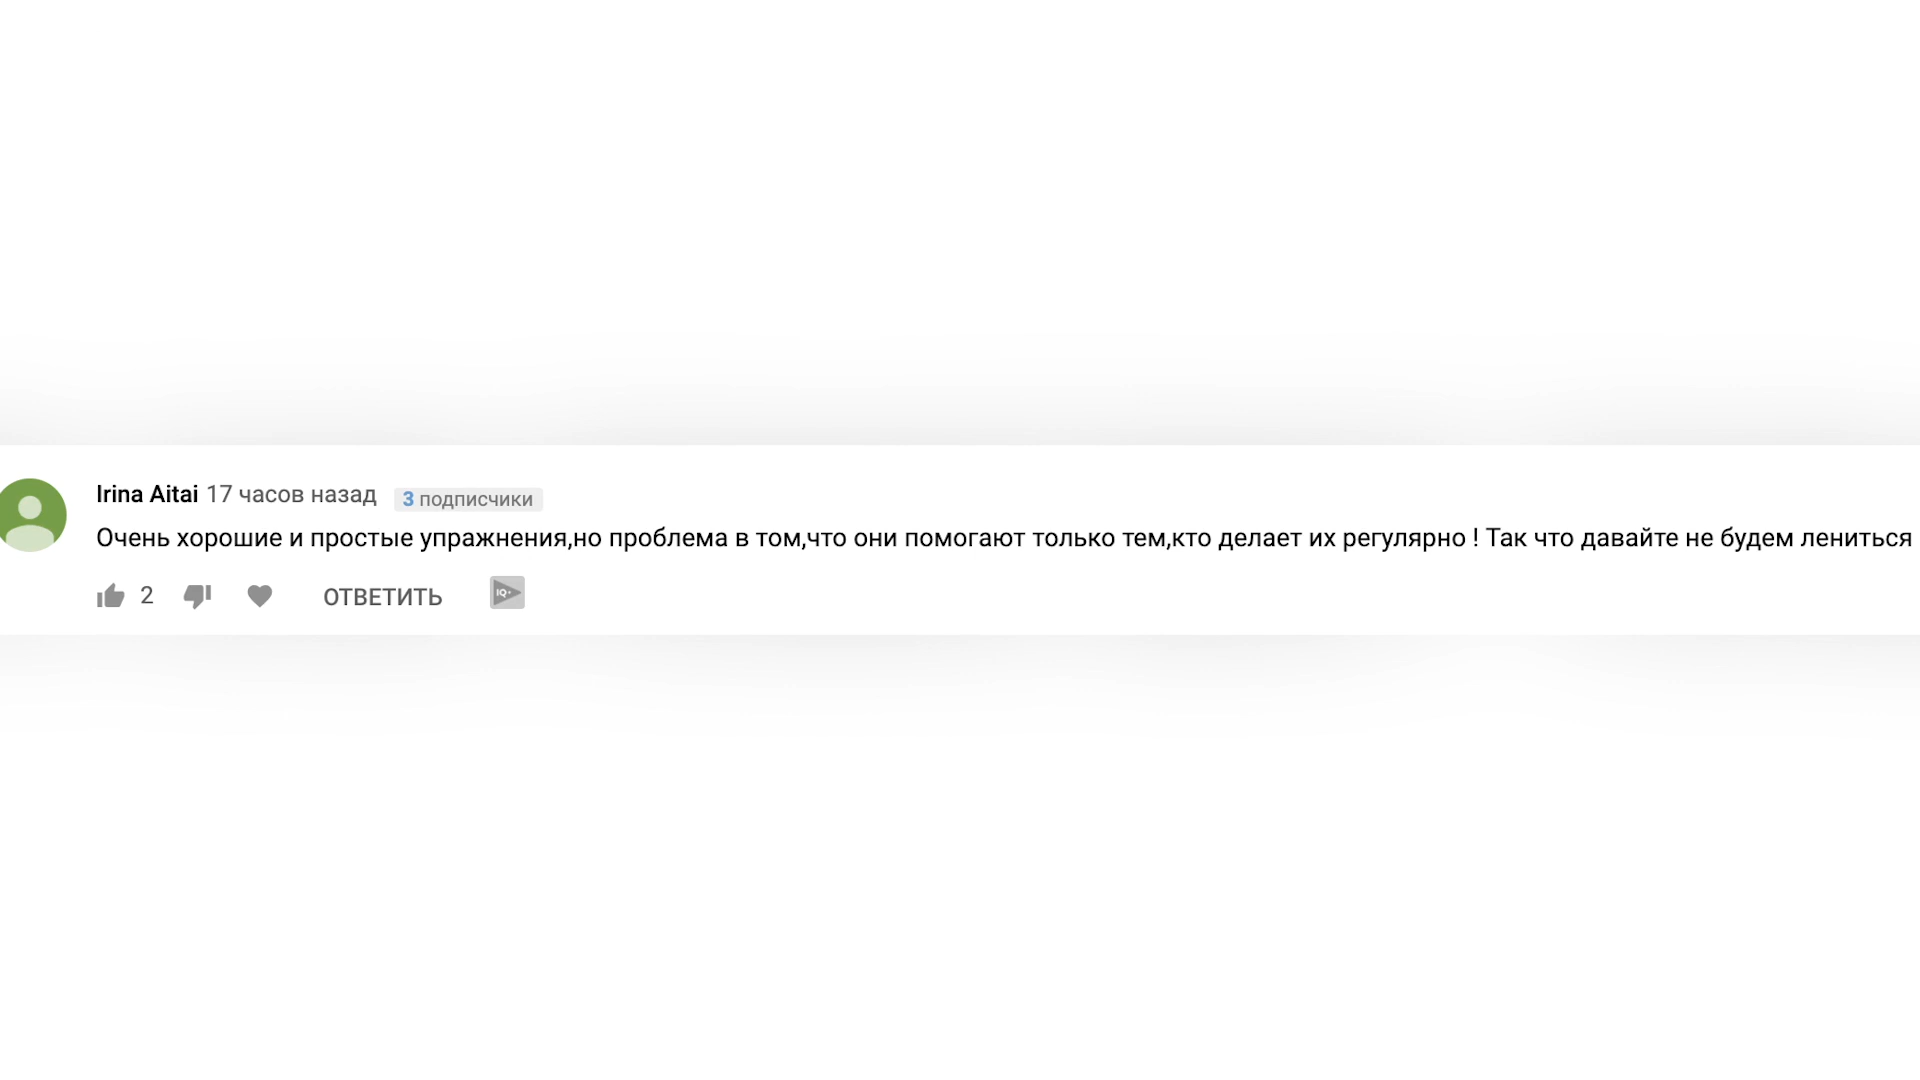 Irina Aitai 17 часов назад 3 подписчики
Очень хорошие и простые упражнения,но проблема в том,что они помогают только тем,кто делает их регулярно ! Так что давайте не будем лениться
2 ОТВЕТИТЬ IQ+